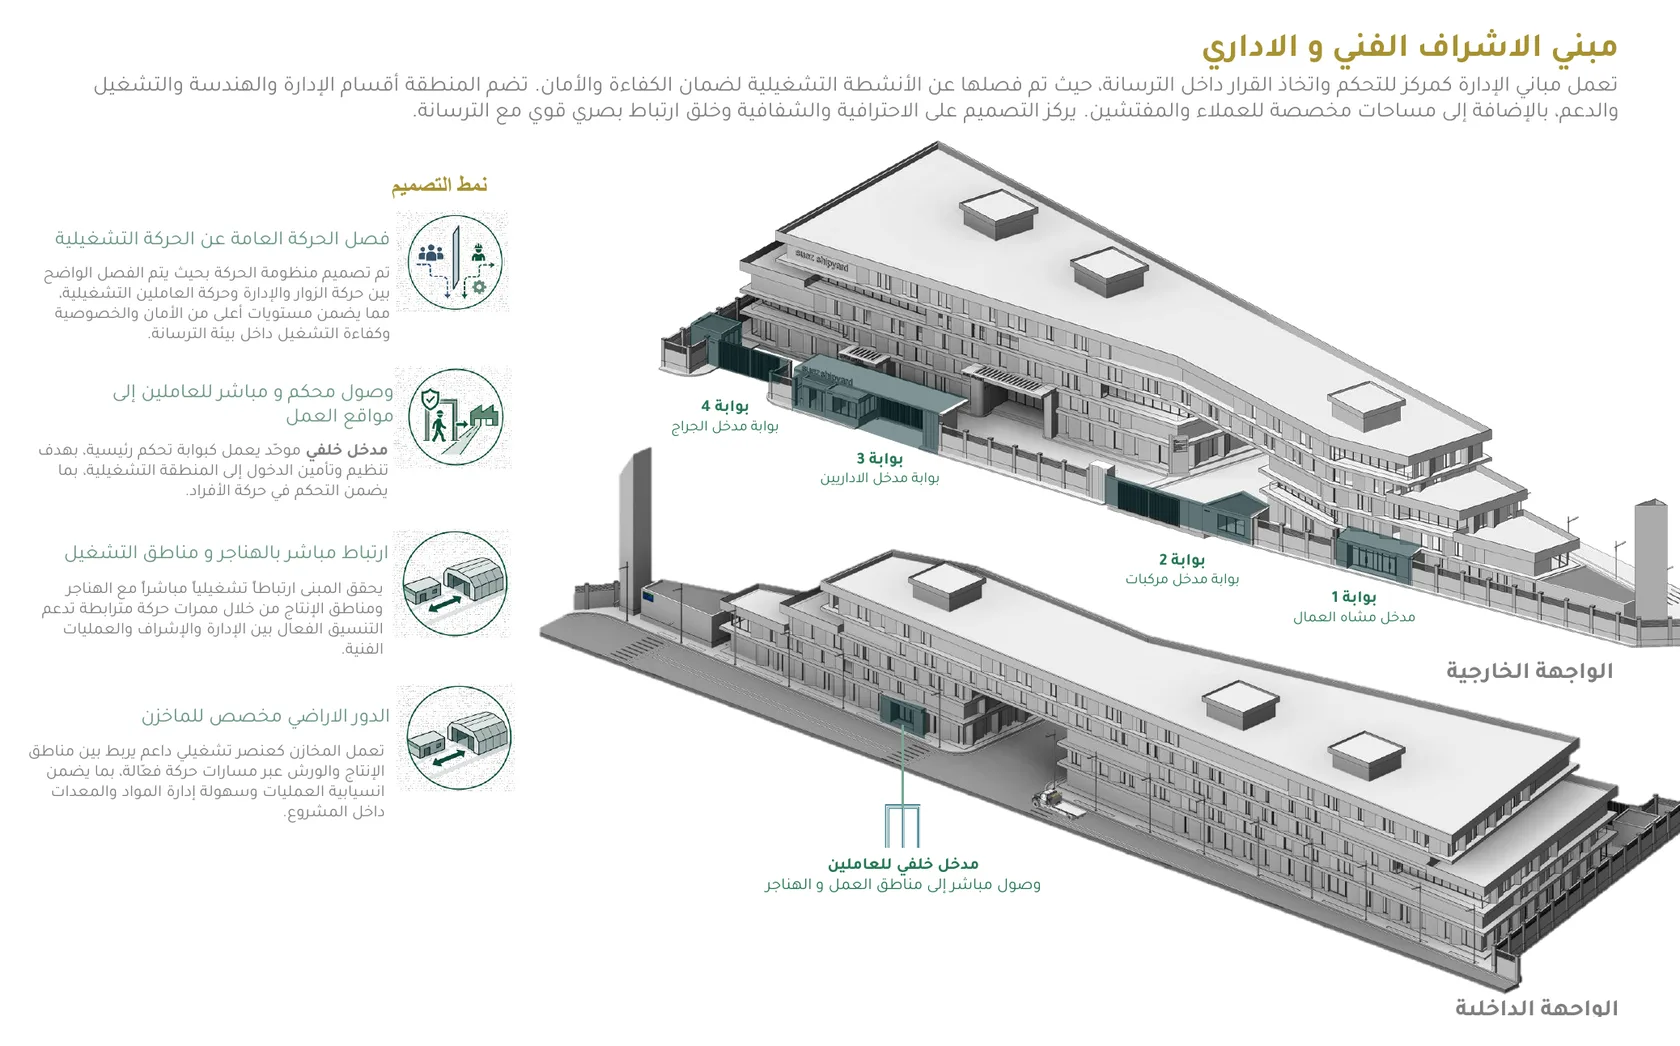 مبني الاشراف الفني و الاداري
تعمل مباني الإدارة كمركز للتحكم واتخاذ القرار داخل الترسانة، حيث تم فصلها عن الأنشطة التشغيلية لضمان الكفاءة والأمان. تضم المنطقة أقسام الإدارة والهندسة والتشغيل
والدعم، بالإضافة إلى مساحات مخصصة للعملاء والمفتشين. يركز التصميم على الاحترافية والشفافية وخلق ارتباط بصري قوي مع الترسانة.
suez shipyard
suez shipyard
بوابة 4
بوابة مدخل الجراج
بوابة 3
بوابة مدخل الاداريين
بوابة 2
بوابة مدخل مركبات
بوابة 1
مدخل مشاه العمال
الواجهة الخارجية
مدخل خلفي للعاملين
وصول مباشر إلى مناطق العمل و الهناجر
الواجهة الداخلية
نمط التصميم
فصل الحركة العامة عن الحركة التشغيلية
تم تصميم منظومة الحركة بحيث يتم الفصل الواضح
بين حركة الزوار والإدارة وحركة العاملين التشغيلية،
مما يضمن مستويات أعلى من الأمان والخصوصية
وكفاءة التشغيل داخل بيئة الترسانة.
وصول محكم و مباشر للعاملين إلى
مواقع العمل
مدخل خلفي موحّد يعمل كبوابة تحكم رئيسية، بهدف
تنظيم وتأمين الدخول إلى المنطقة التشغيلية، بما
يضمن التحكم في حركة الأفراد.
ارتباط مباشر بالهناجر و مناطق التشغيل
يحقق المبنى ارتباطاً تشغيلياً مباشراً مع الهناجر
ومناطق الإنتاج من خلال ممرات حركة مترابطة تدعم
التنسيق الفعال بين الإدارة والإشراف والعمليات
الفنية.
الدور الاراضي مخصص للماخزن
تعمل المخازن كعنصر تشغيلي داعم يربط بين مناطق
الإنتاج والورش عبر مسارات حركة فعّالة، بما يضمن
انسيابية العمليات وسهولة إدارة المواد والمعدات
داخل المشروع.